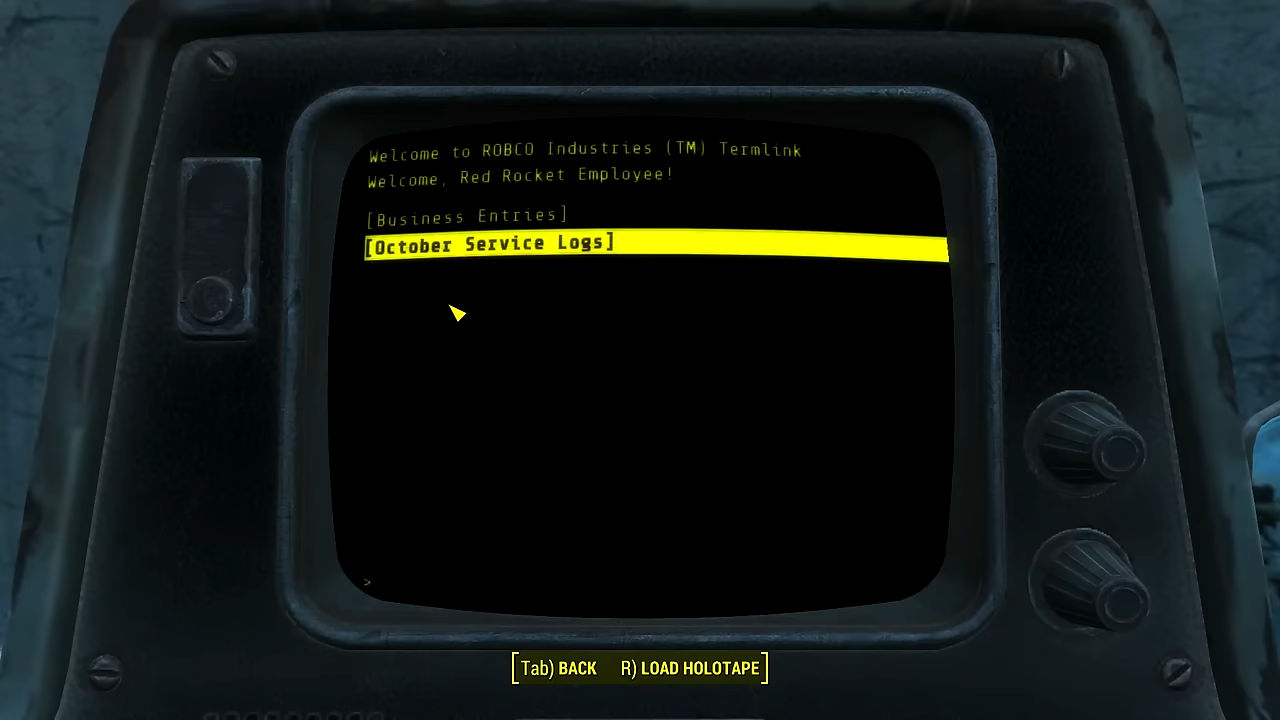 Welcome to ROBCO Industries (TM) Termlink
Welcome, Red Rocket Employee!
[Business Entries]
[October Service Logs]
>
[Tab) BACK R) LOAD HOLOTAPE]